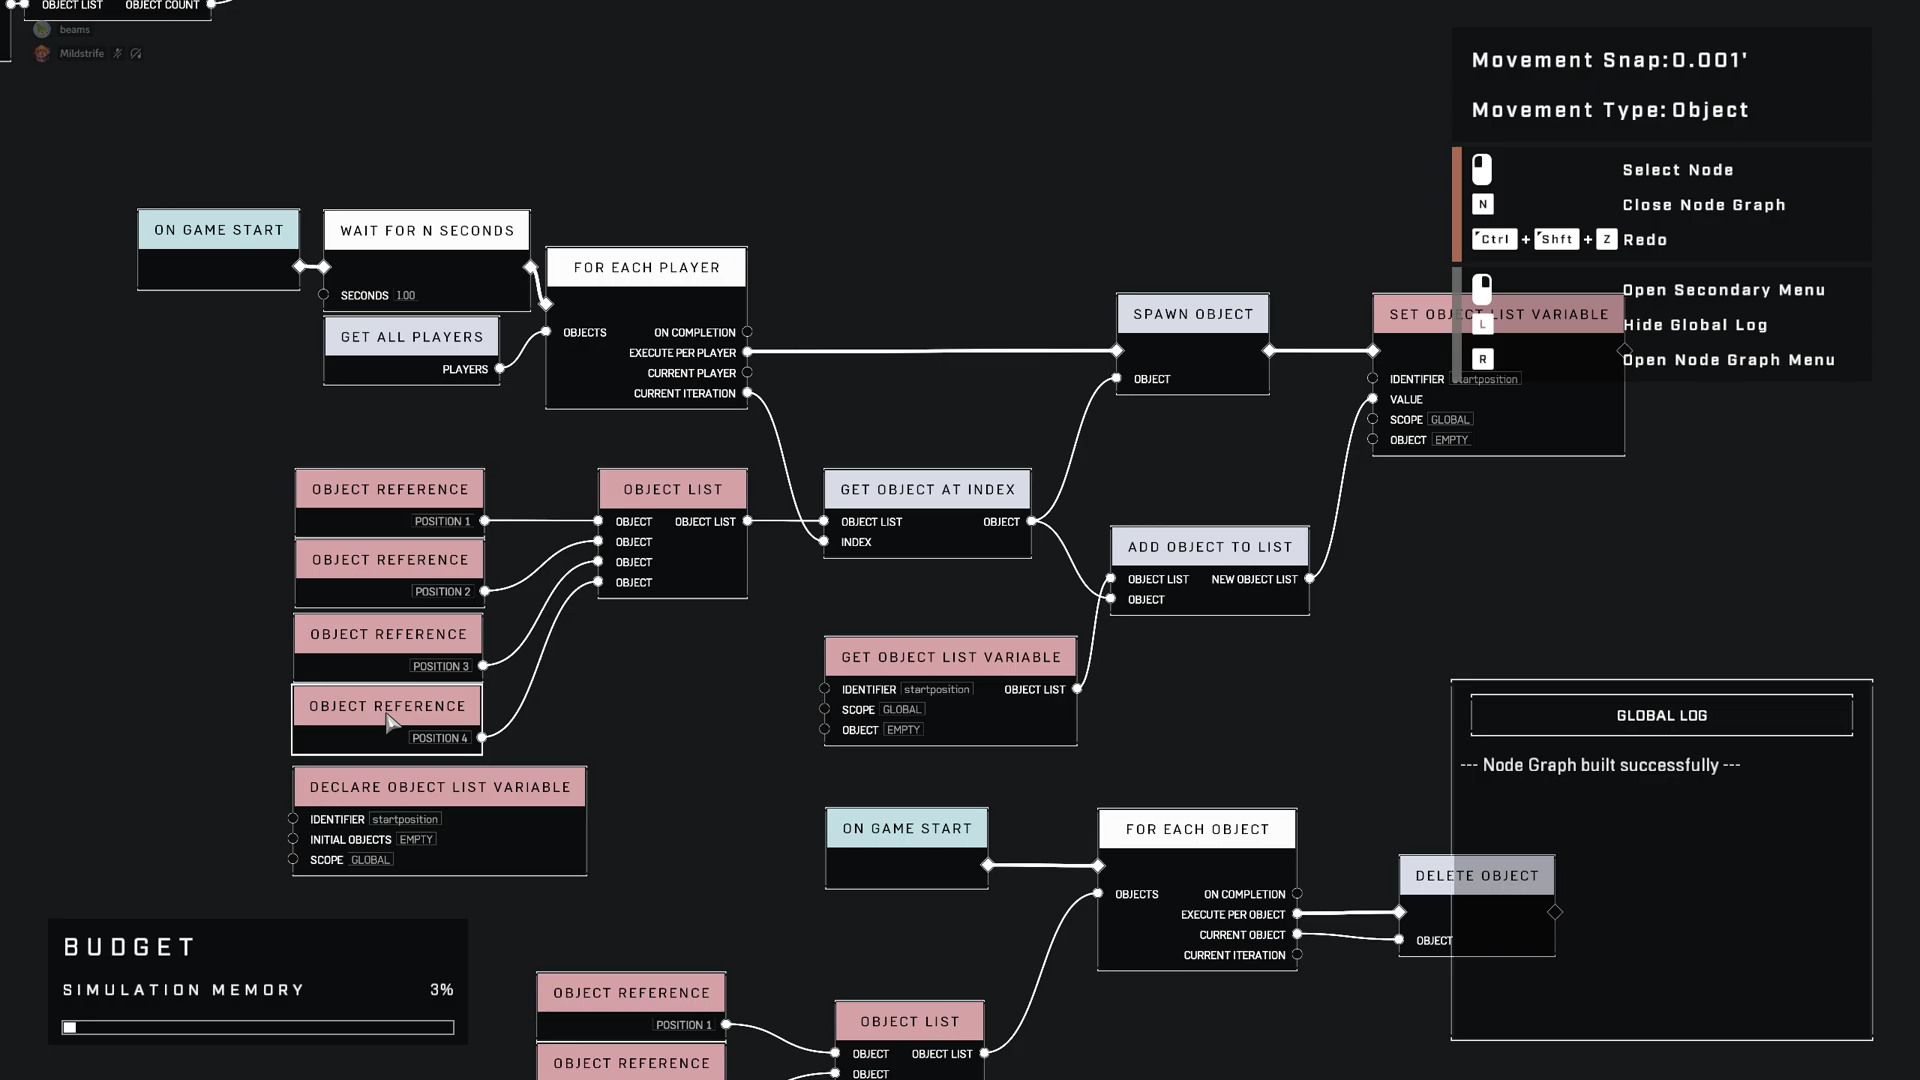 OBJECT LIST OBJECT COUNT
beams
Mildstrife
Movement Snap:0.001'
Movement Type:Object
Select Node
N Close Node Graph
Ctrl + Shft + Z Redo
Open Secondary Menu
L Hide Global Log
R Open Node Graph Menu
ON GAME START
WAIT FOR N SECONDS
SECONDS 1.00
GET ALL PLAYERS
PLAYERS
FOR EACH PLAYER
OBJECTS ON COMPLETION
EXECUTE PER PLAYER
CURRENT PLAYER
CURRENT ITERATION
SPAWN OBJECT
OBJECT
SET OBJECT LIST VARIABLE
IDENTIFIER startposition
VALUE
SCOPE GLOBAL
OBJECT EMPTY
OBJECT REFERENCE
POSITION 1
OBJECT REFERENCE
POSITION 2
OBJECT REFERENCE
POSITION 3
OBJECT REFERENCE
POSITION 4
OBJECT LIST
OBJECT OBJECT LIST
OBJECT
OBJECT
OBJECT
GET OBJECT AT INDEX
OBJECT LIST OBJECT
INDEX
ADD OBJECT TO LIST
OBJECT LIST NEW OBJECT LIST
OBJECT
GET OBJECT LIST VARIABLE
IDENTIFIER startposition OBJECT LIST
SCOPE GLOBAL
OBJECT EMPTY
DECLARE OBJECT LIST VARIABLE
IDENTIFIER startposition
INITIAL OBJECTS EMPTY
SCOPE GLOBAL
ON GAME START
FOR EACH OBJECT
OBJECTS ON COMPLETION
EXECUTE PER OBJECT
CURRENT OBJECT
CURRENT ITERATION
DELETE OBJECT
OBJECT
GLOBAL LOG
--- Node Graph built successfully ---
BUDGET
SIMULATION MEMORY 3%
OBJECT REFERENCE
POSITION 1
OBJECT REFERENCE
OBJECT LIST
OBJECT OBJECT LIST
OBJECT